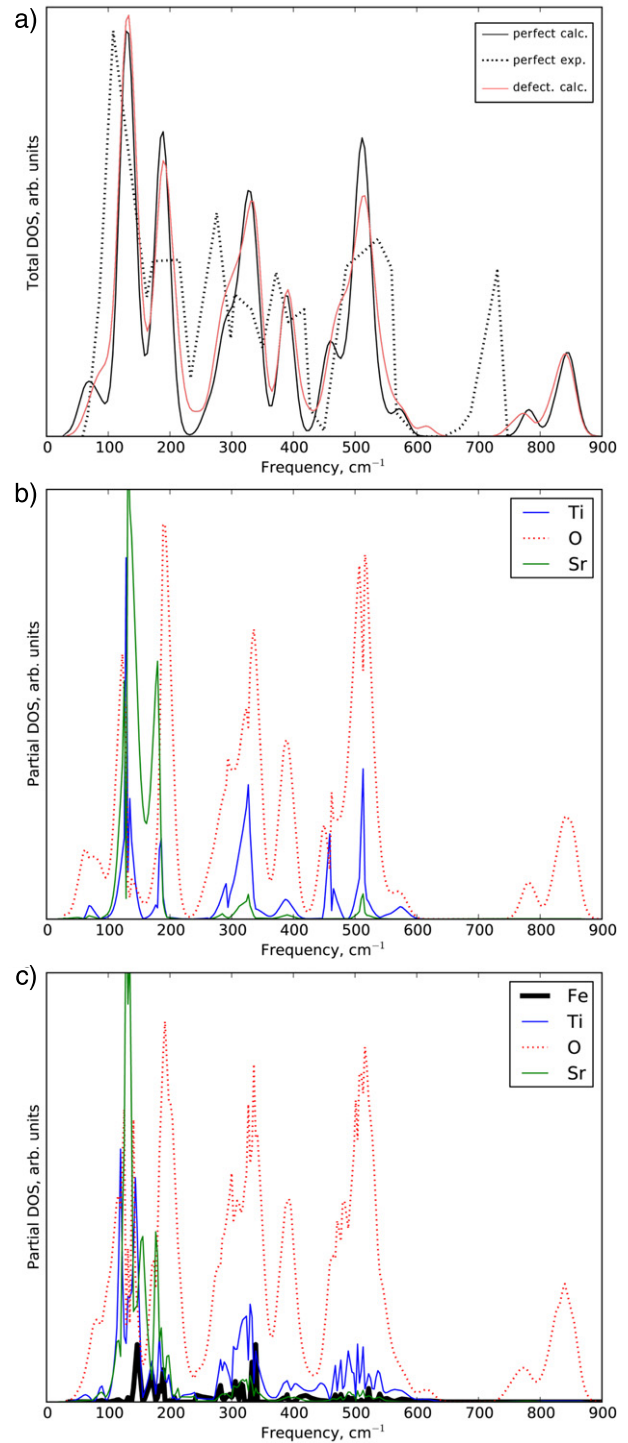 a)
perfect calc.
perfect exp.
defect. calc.
Total DOS, arb. units
0 100 200 300 400 500 600 700 800 900
Frequency, cm⁻¹
b)
Ti
O
Sr
Partial DOS, arb. units
0 100 200 300 400 500 600 700 800 900
Frequency, cm⁻¹
c)
Fe
Ti
O
Sr
Partial DOS, arb. units
0 100 200 300 400 500 600 700 800 900
Frequency, cm⁻¹